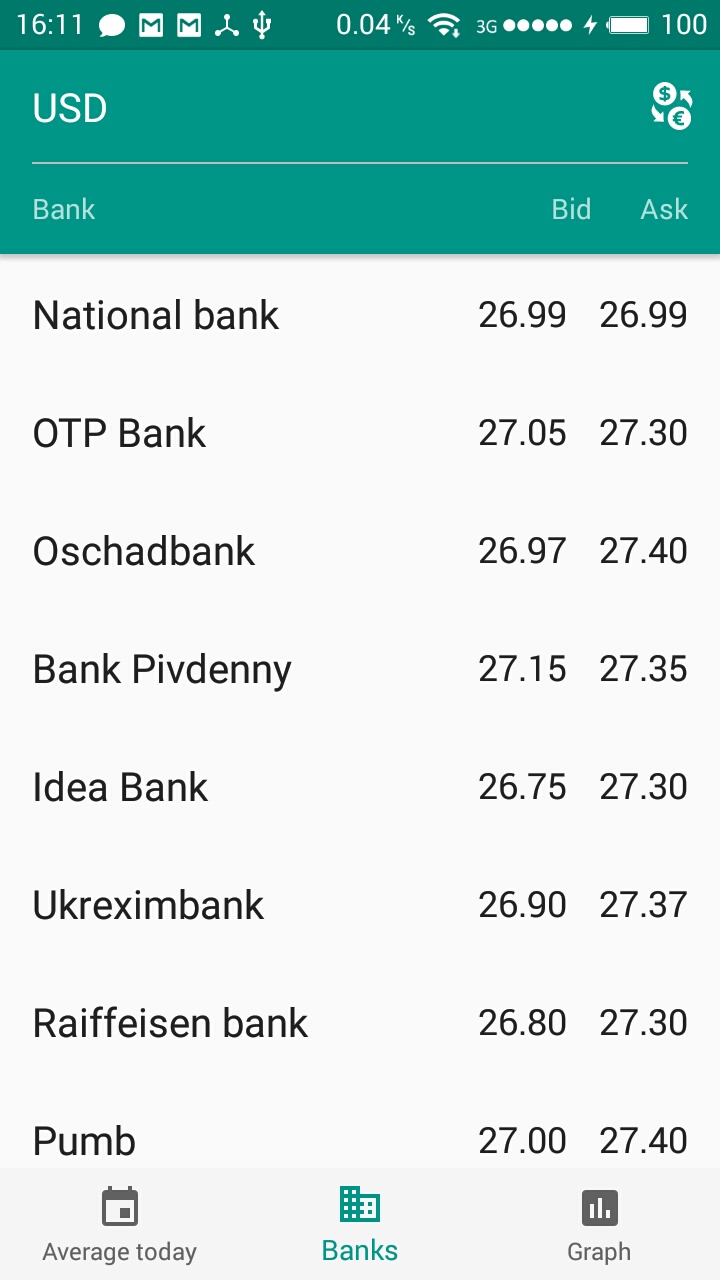 16:11 0.04 K/s 3G 100
USD
Bank Bid Ask
National bank 26.99 26.99
OTP Bank 27.05 27.30
Oschadbank 26.97 27.40
Bank Pivdenny 27.15 27.35
Idea Bank 26.75 27.30
Ukreximbank 26.90 27.37
Raiffeisen bank 26.80 27.30
Pumb 27.00 27.40
Average today Banks Graph